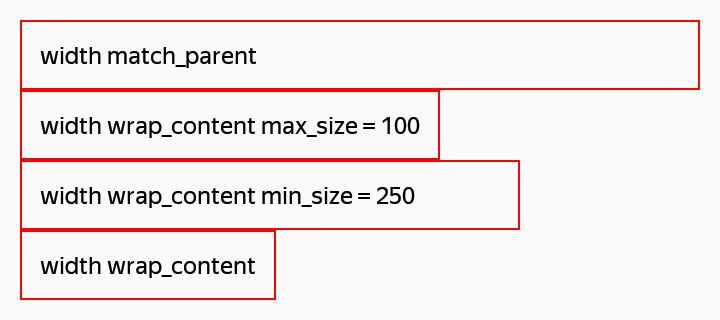 width match_parent
width wrap_content max_size = 100
width wrap_content min_size = 250
width wrap_content